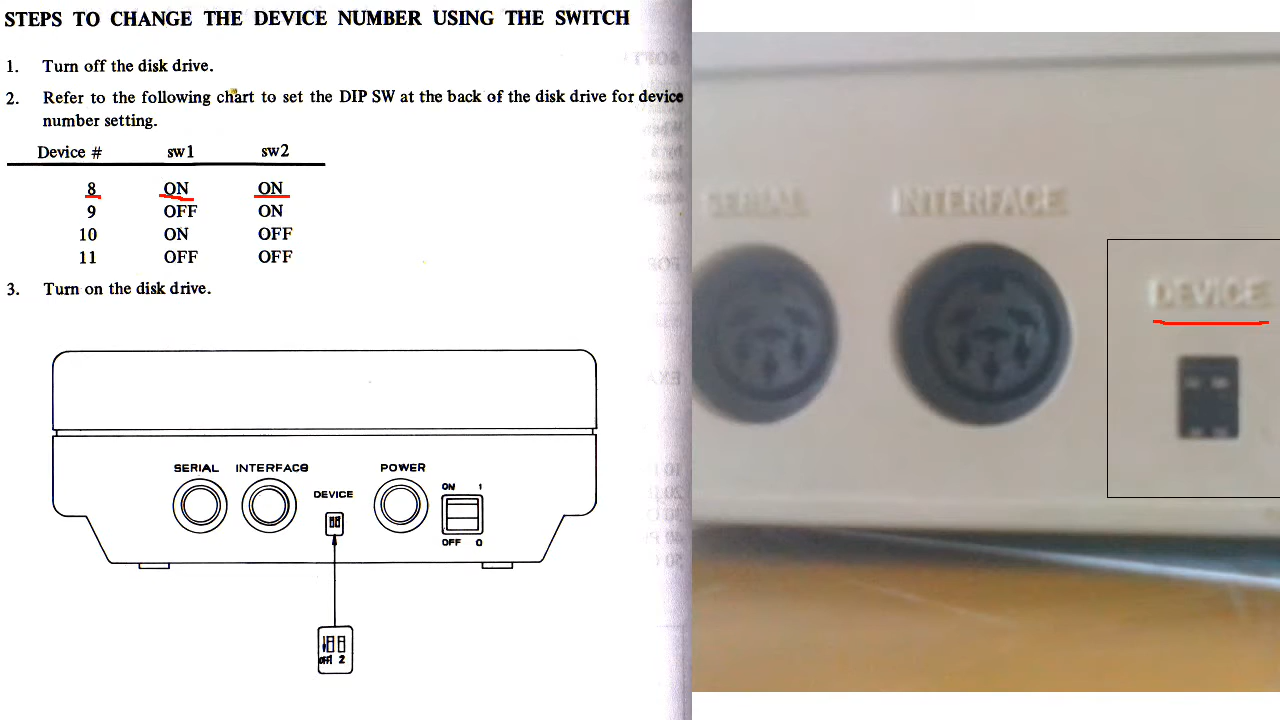 STEPS TO CHANGE THE DEVICE NUMBER USING THE SWITCH
1. Turn off the disk drive.
2. Refer to the following chart to set the DIP SW at the back of the disk drive for device
number setting.
Device # sw1 sw2
8 ON ON
9 OFF ON
10 ON OFF
11 OFF OFF
3. Turn on the disk drive.
SERIAL INTERFACE POWER
DEVICE
ON 1
OFF 0
OFF1 2
SERIAL INTERFACE
DEVICE